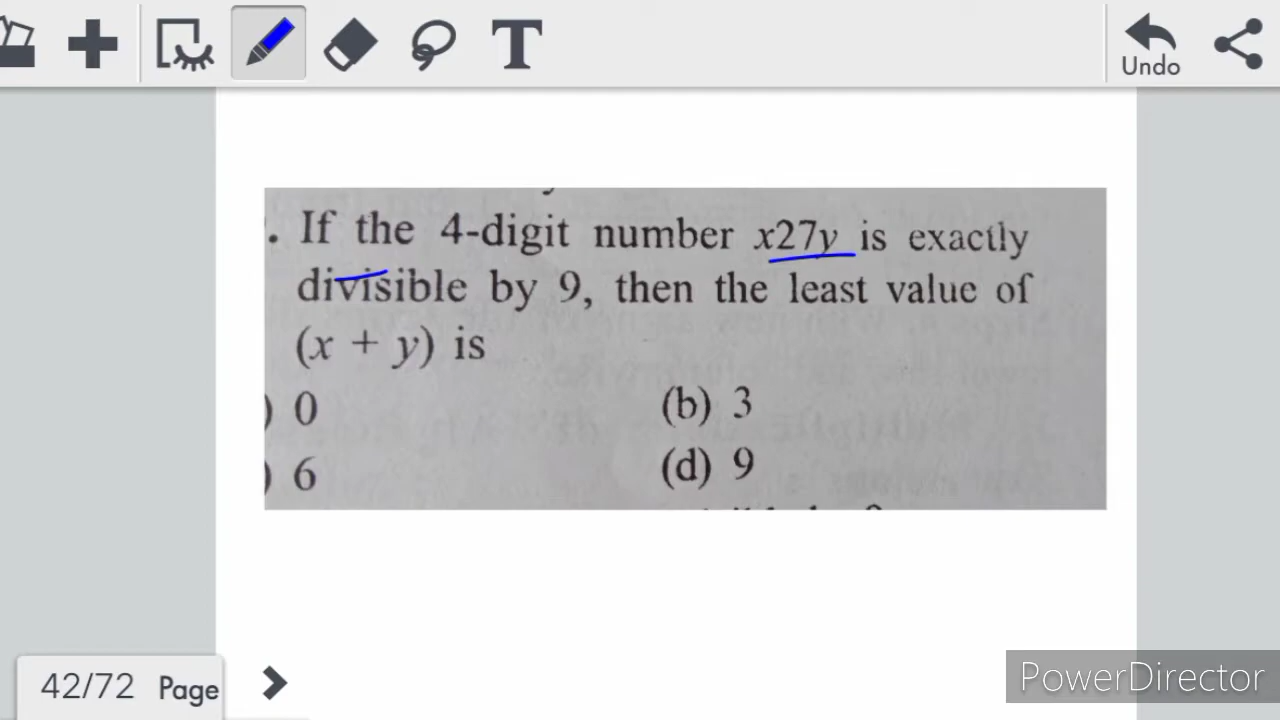 T
Undo
. If the 4-digit number x27y is exactly
divisible by 9, then the least value of
(x + y) is
) 0 (b) 3
) 6 (d) 9
42/72 Page
PowerDirector